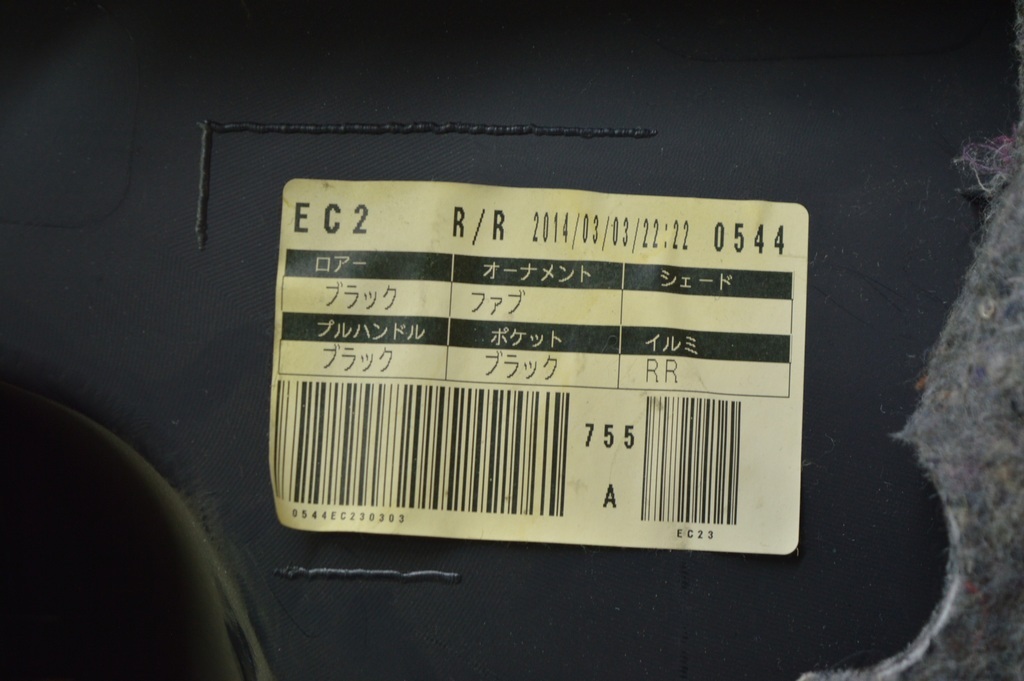 EC2 R/R 2014/03/03/22:22 0544
ロアー オーナメント シェード
ブラック ファブ
プルハンドル ポケット イルミ
ブラック ブラック RR
755
A
0544EC230303
EC23